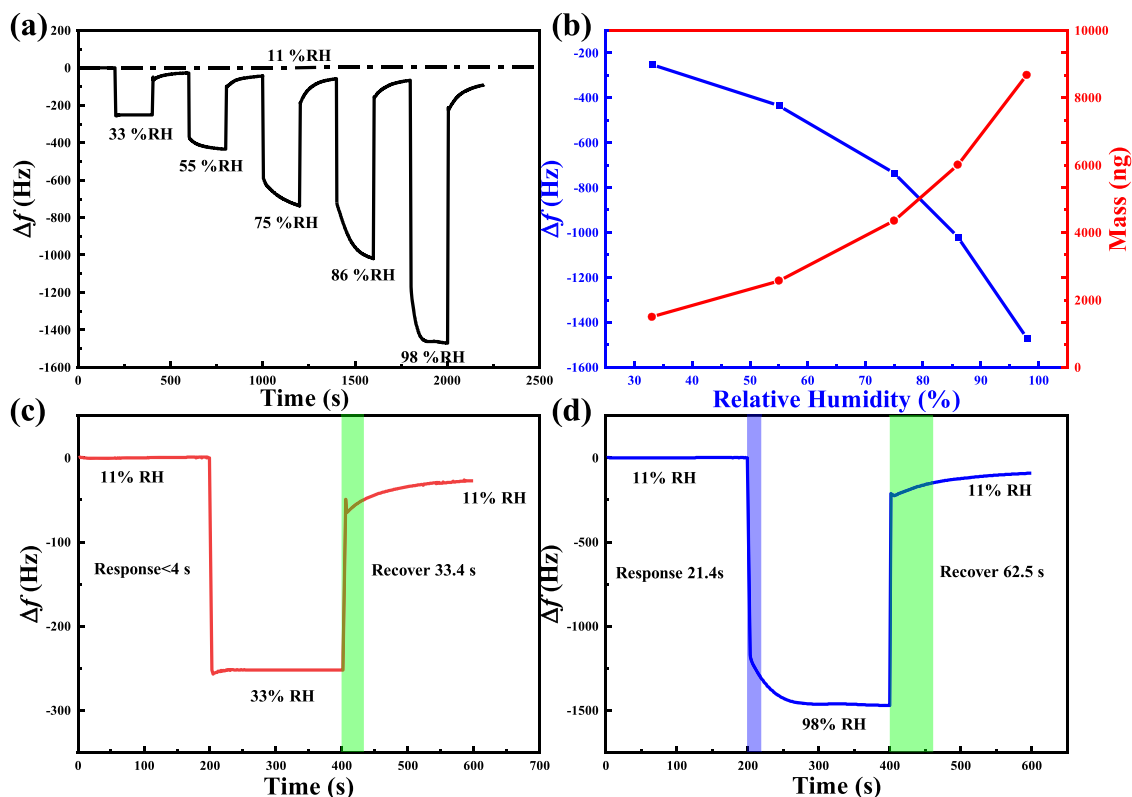 (a)
200
0
-200
-400
-600
-800
-1000
-1200
-1400
-1600
Δf (Hz)
11 %RH
33 %RH
55 %RH
75 %RH
86 %RH
98 %RH
0 500 1000 1500 2000 2500
Time (s)
(b)
-200
-400
-600
-800
-1000
-1200
-1400
-1600
Δf (Hz)
10000
8000
6000
4000
2000
0
Mass (ng)
30 40 50 60 70 80 90 100
Relative Humidity (%)
(c)
0
-100
-200
-300
Δf (Hz)
11% RH
11% RH
Response<4 s
Recover 33.4 s
33% RH
0 100 200 300 400 500 600 700
Time (s)
(d)
0
-500
-1000
-1500
Δf (Hz)
11% RH
11% RH
Response 21.4s
Recover 62.5 s
98% RH
0 100 200 300 400 500 600
Time (s)